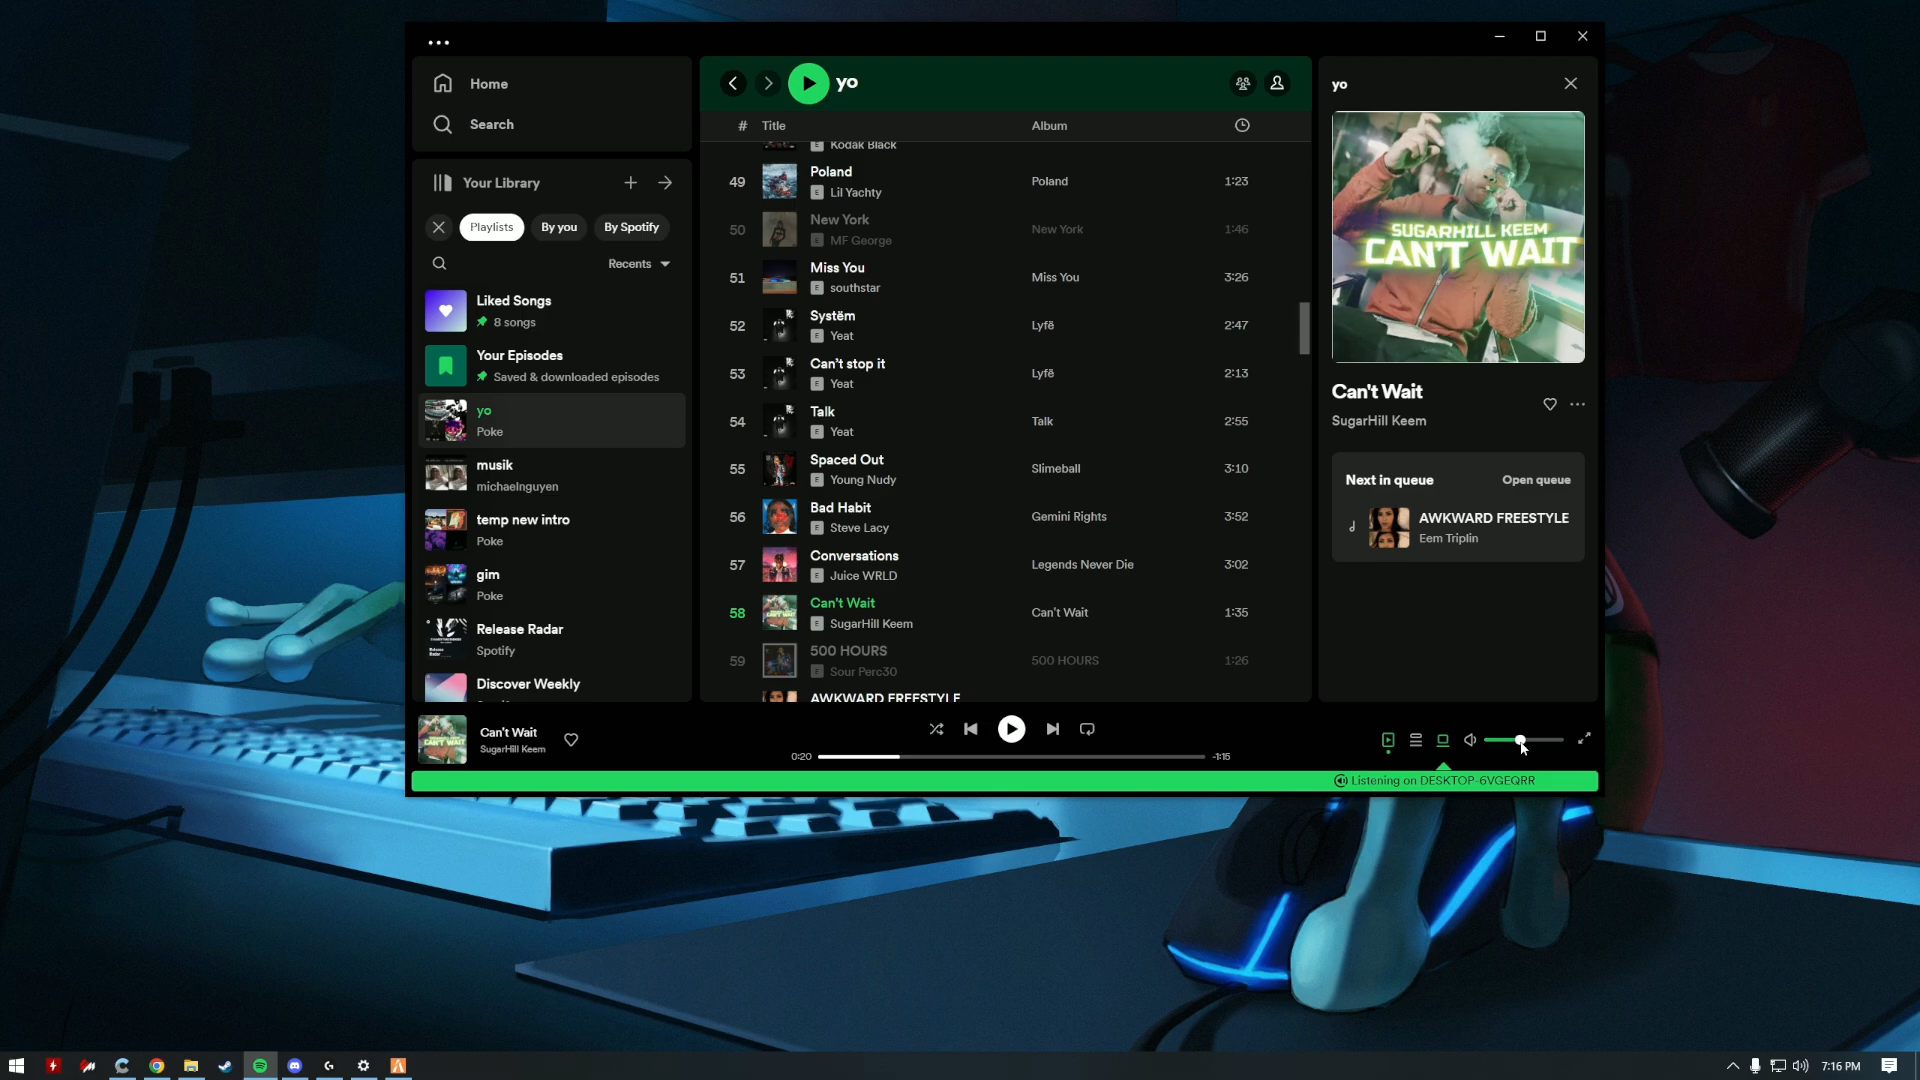 Home
Search
Your Library
Playlists
By you
By Spotify
Recents
Liked Songs
8 songs
Your Episodes
Saved & downloaded episodes
yo
Poke
musik
michaelnguyen
temp new intro
Poke
gim
Poke
Release Radar
Spotify
Discover Weekly
yo
# Title Album
E Kodak Black
49 Poland Poland 1:23
E Lil Yachty
50 New York New York 1:46
E MF George
51 Miss You Miss You 3:26
E southstar
52 Systëm Lyfë 2:47
E Yeat
53 Can't stop it Lyfë 2:13
E Yeat
54 Talk Talk 2:55
E Yeat
55 Spaced Out Slimeball 3:10
E Young Nudy
56 Bad Habit Gemini Rights 3:52
E Steve Lacy
57 Conversations Legends Never Die 3:02
E Juice WRLD
58 Can't Wait Can't Wait 1:35
E SugarHill Keem
59 500 HOURS 500 HOURS 1:26
E Sour Perc30
AWKWARD FREESTYLE
yo
SUGARHILL KEEM
CAN'T WAIT
Can't Wait
SugarHill Keem
Next in queue Open queue
AWKWARD FREESTYLE
Eem Triplin
Can't Wait
SugarHill Keem
0:20
-1:15
Listening on DESKTOP-6VGEQRR
7:16 PM